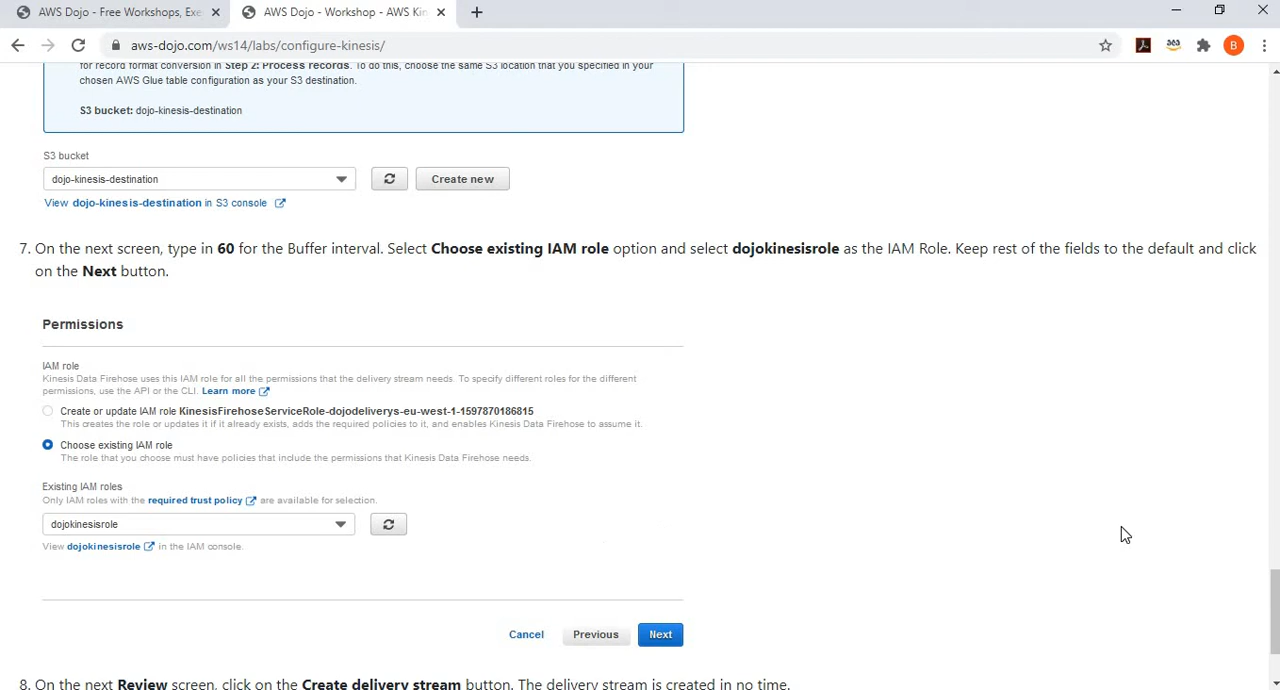 AWS Dojo - Free Workshops, Exe
AWS Dojo - Workshop - AWS Kin
aws-dojo.com/ws14/labs/configure-kinesis/
B
for record format conversion in Step 2: Process records. To do this, choose the same S3 location that you specified in your
chosen AWS Glue table configuration as your S3 destination.
S3 bucket: dojo-kinesis-destination
S3 bucket
dojo-kinesis-destination
Create new
View dojo-kinesis-destination in S3 console
7. On the next screen, type in 60 for the Buffer interval. Select Choose existing IAM role option and select dojokinesisrole as the IAM Role. Keep rest of the fields to the default and click
on the Next button.
Permissions
IAM role
Kinesis Data Firehose uses this IAM role for all the permissions that the delivery stream needs. To specify different roles for the different
permissions, use the API or the CLI. Learn more
Create or update IAM role KinesisFirehoseServiceRole-dojodeliverys-eu-west-1-1597870186815
This creates the role or updates it if it already exists, adds the required policies to it, and enables Kinesis Data Firehose to assume it.
Choose existing IAM role
The role that you choose must have policies that include the permissions that Kinesis Data Firehose needs.
Existing IAM roles
Only IAM roles with the required trust policy are available for selection.
dojokinesisrole
View dojokinesisrole in the IAM console.
Cancel
Previous
Next
8. On the next Review screen, click on the Create delivery stream button. The delivery stream is created in no time.